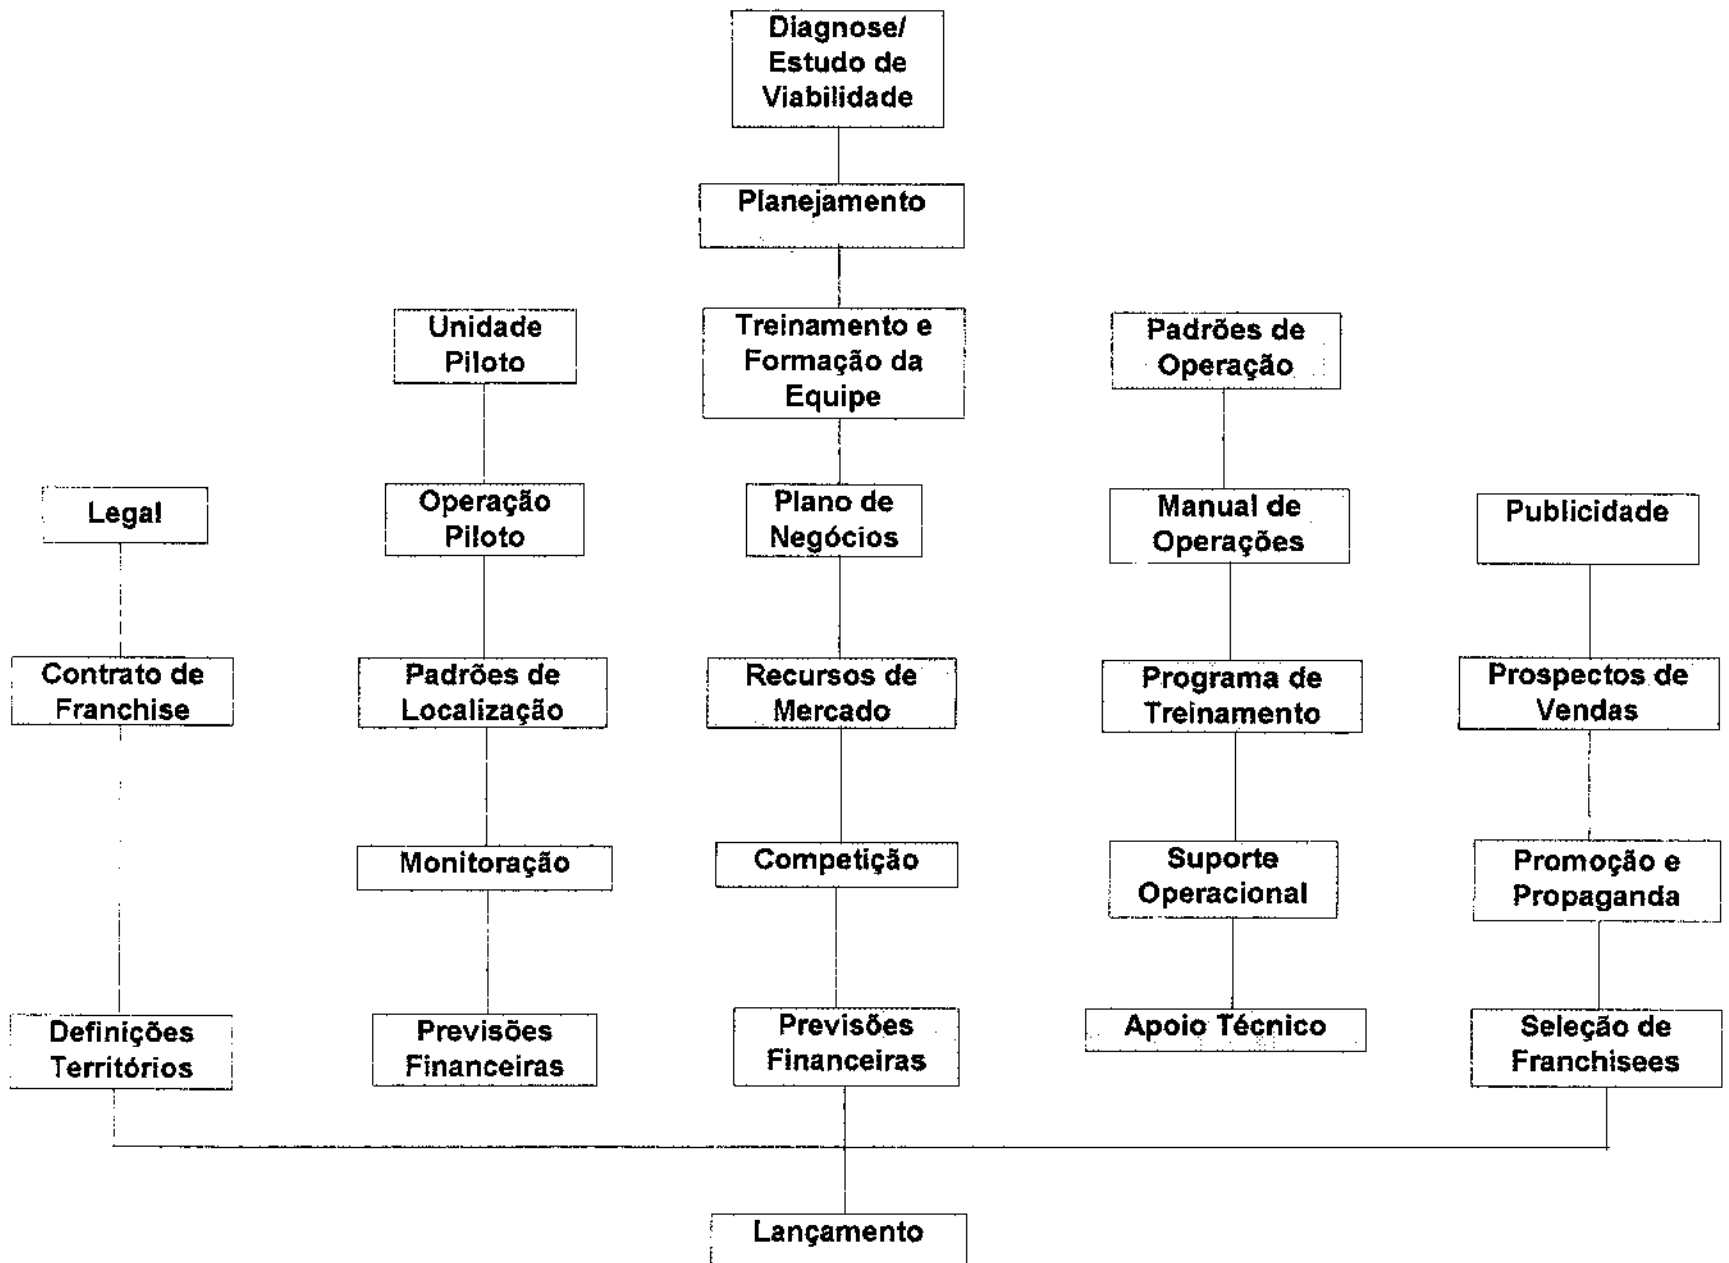 Diagnose/
Estudo de
Viabilidade
Planejamento
Unidade
Piloto
Treinamento e
Formação da
Equipe
Padrões de
Operação
Legal
Operação
Piloto
Plano de
Negócios
Manual de
Operações
Publicidade
Contrato de
Franchise
Padrões de
Localização
Recursos de
Mercado
Programa de
Treinamento
Prospectos de
Vendas
Monitoração
Competição
Suporte
Operacional
Promoção e
Propaganda
Definições
Territórios
Previsões
Financeiras
Previsões
Financeiras
Apoio Técnico
Seleção de
Franchisees
Lançamento